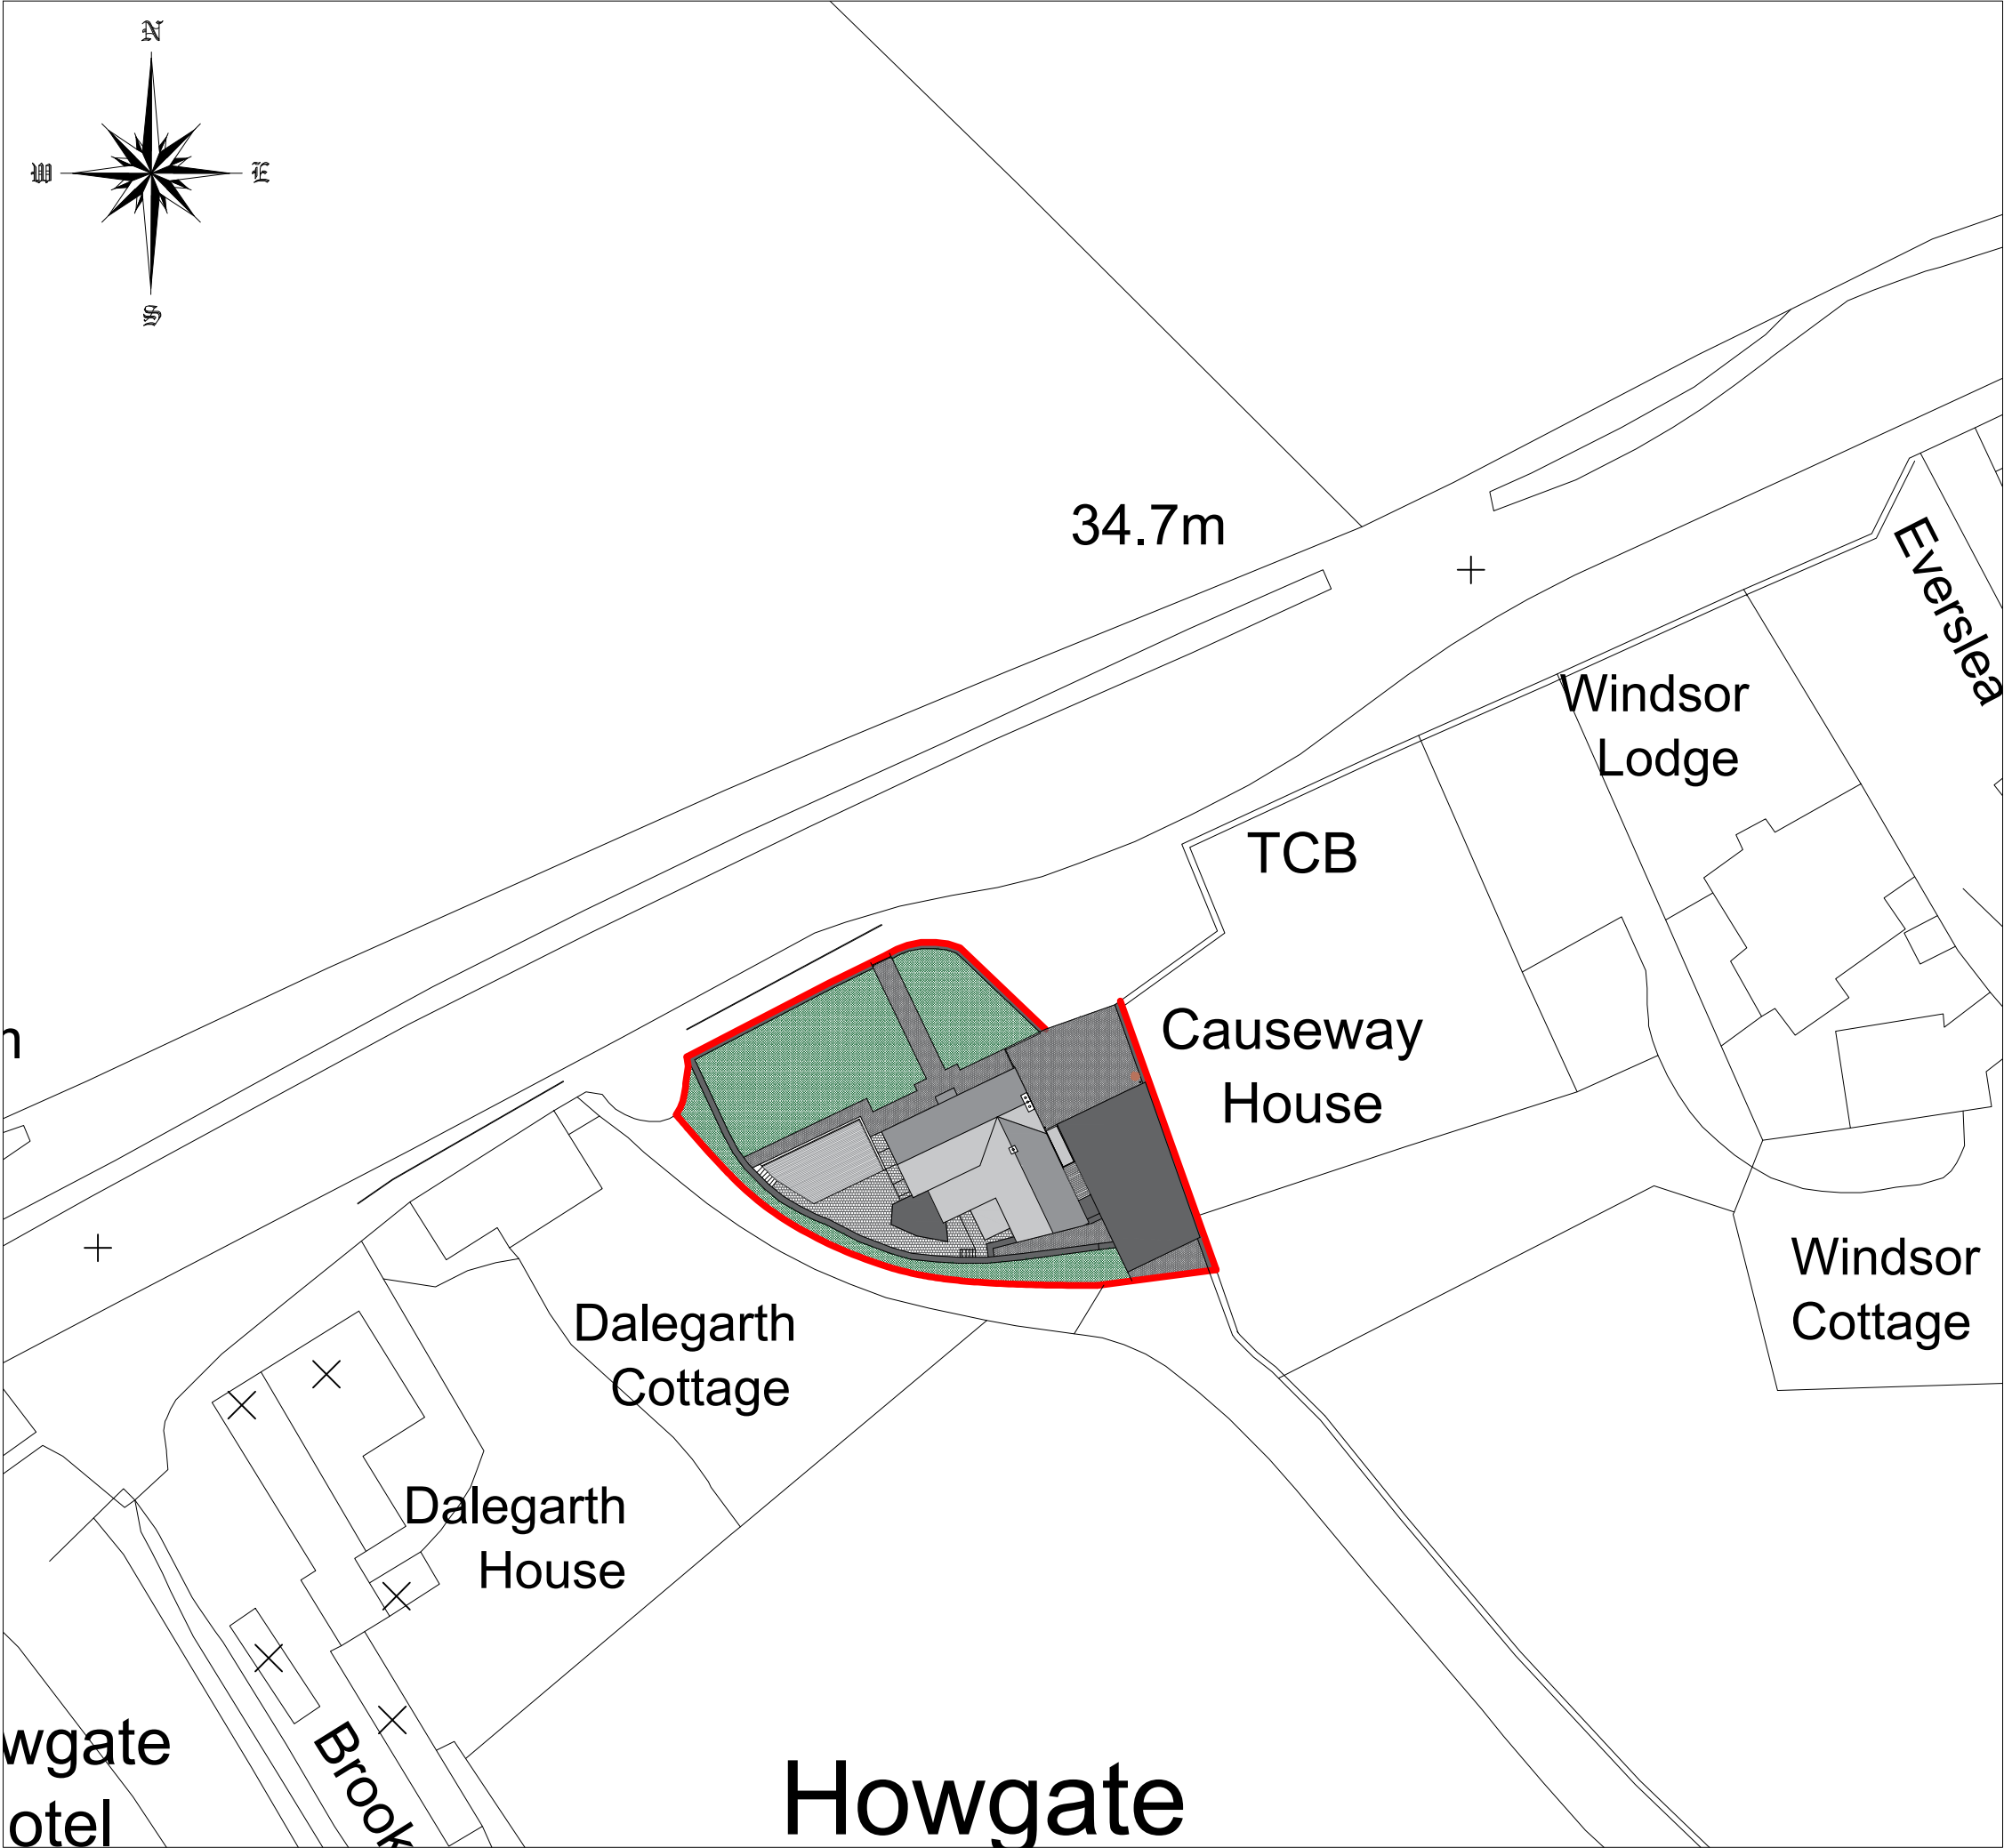 N
W
E
S
34.7m
Everslea
Windsor
Lodge
TCB
Causeway
House
Windsor
Cottage
Dalegarth
Cottage
Dalegarth
House
wgate
otel
Brook
Howgate